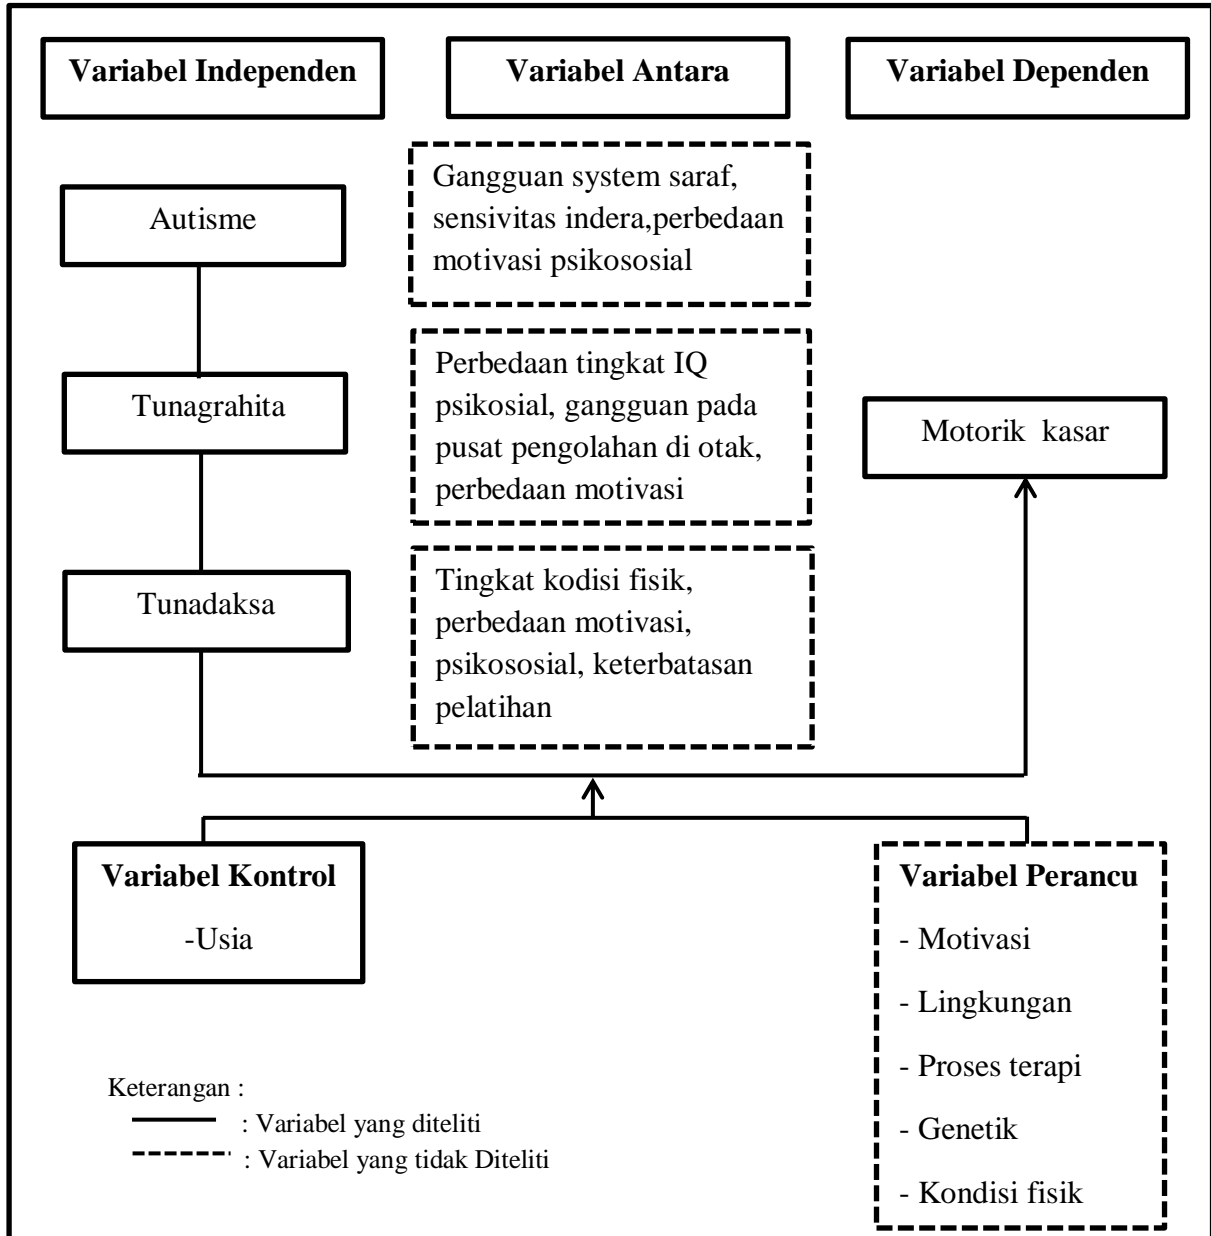 Variabel Independen
Variabel Antara
Variabel Dependen
Autisme
Gangguan system saraf,
sensivitas indera,perbedaan
motivasi psikososial
Tunagrahita
Perbedaan tingkat IQ
psikosial, gangguan pada
pusat pengolahan di otak,
perbedaan motivasi
Motorik kasar
Tunadaksa
Tingkat kodisi fisik,
perbedaan motivasi,
psikososial, keterbatasan
pelatihan
Variabel Kontrol
-Usia
Variabel Perancu
- Motivasi
- Lingkungan
- Proses terapi
- Genetik
- Kondisi fisik
Keterangan :
: Variabel yang diteliti
: Variabel yang tidak Diteliti